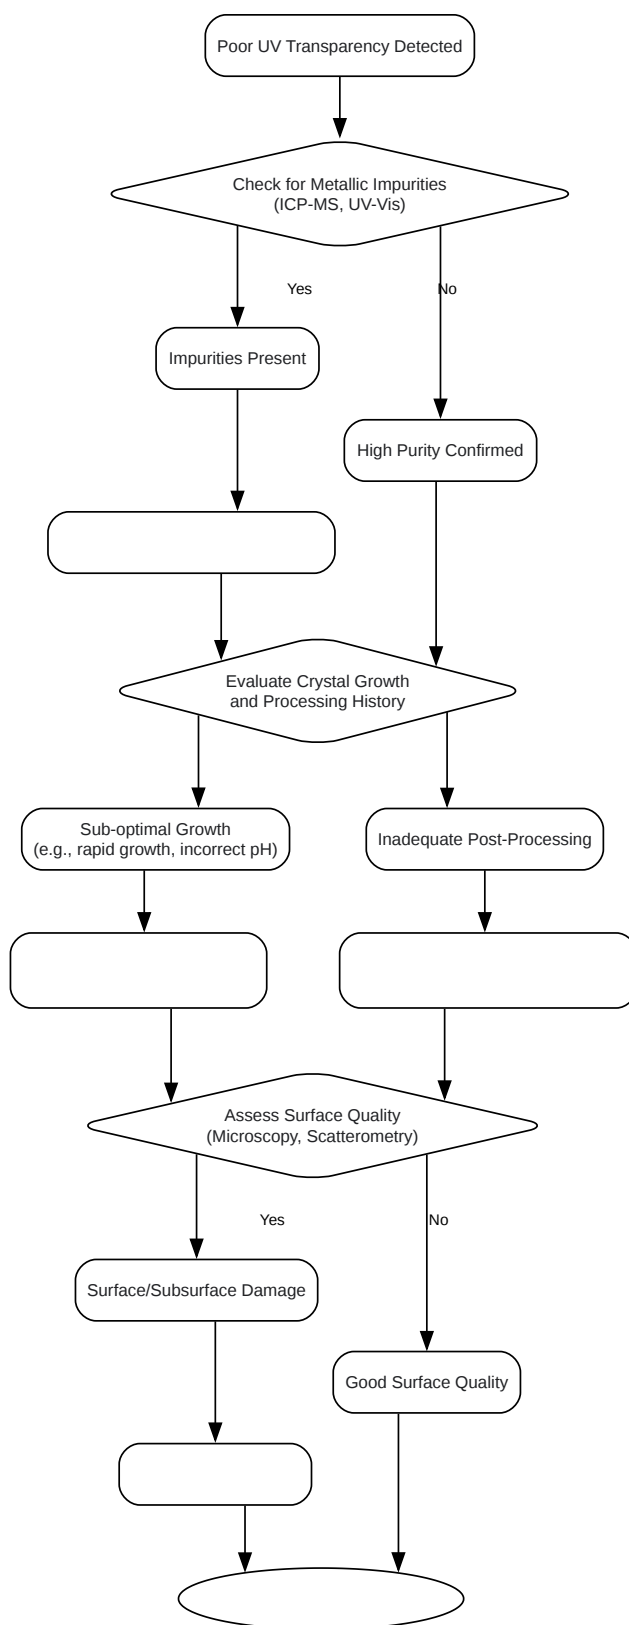 Poor UV Transparency Detected
Check for Metallic Impurities
(ICP-MS, UV-Vis)
Yes
No
Impurities Present
High Purity Confirmed
Evaluate Crystal Growth
and Processing History
Sub-optimal Growth
(e.g., rapid growth, incorrect pH)
Inadequate Post-Processing
Assess Surface Quality
(Microscopy, Scatterometry)
Yes
No
Surface/Subsurface Damage
Good Surface Quality